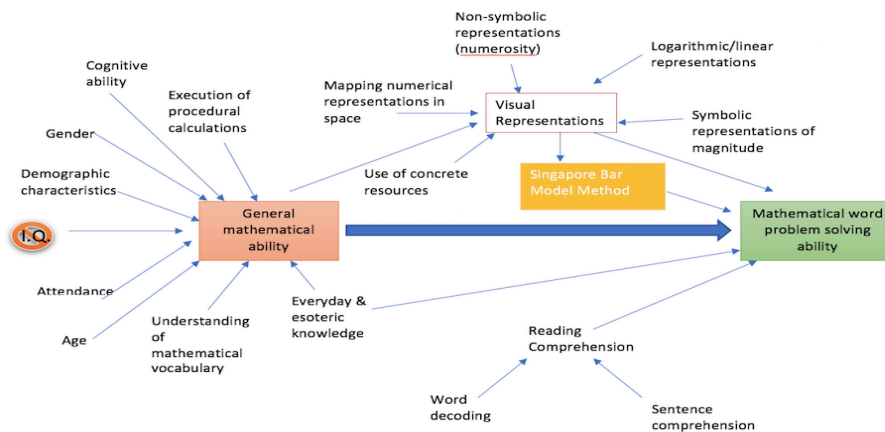 Non-symbolic
representations
(numerosity)
Logarithmic/linear
representations
Cognitive
ability
Execution of
procedural
calculations
Mapping numerical
representations in
space
Visual
Representations
Symbolic
representations of
magnitude
Gender
Use of concrete
resources
Singapore Bar
Model Method
Demographic
characteristics
General
mathematical
ability
Mathematical word
problem solving
ability
I.Q.
Attendance
Everyday &
esoteric
knowledge
Understanding
of
mathematical
vocabulary
Age
Reading
Comprehension
Word
decoding
Sentence
comprehension